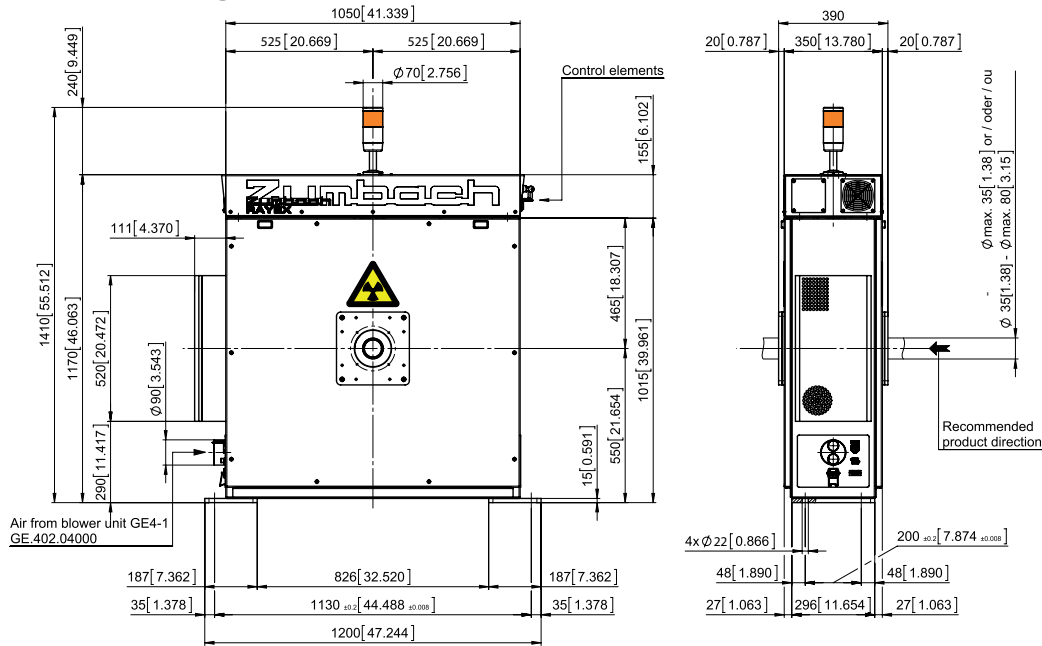 1050[41.339]
525[20.669]
525[20.669]
Ø70[2.756]
Control elements
240[9.449]
155[6.102]
Zumbach
Zumbach
RAYEX
111[4.370]
1410[55.512]
1170[46.063]
520[20.472]
Ø90[3.543]
290[11.417]
465[18.307]
1015[39.961]
550[21.654]
15[0.591]
Air from blower unit GE4-1
GE.402.04000
187[7.362]
826[32.520]
187[7.362]
35[1.378]
1130 ±0.2[44.488 ±0.008]
35[1.378]
1200[47.244]
390
20[0.787]
350[13.780]
20[0.787]
- Ømax. 35[1.38] or / oder / ou
Ø 35[1.38] - Ømax. 80[3.15]
Recommended
product direction
4xØ22[0.866]
200 ±0.2[7.874 ±0.008]
48[1.890]
48[1.890]
27[1.063]
296[11.654]
27[1.063]